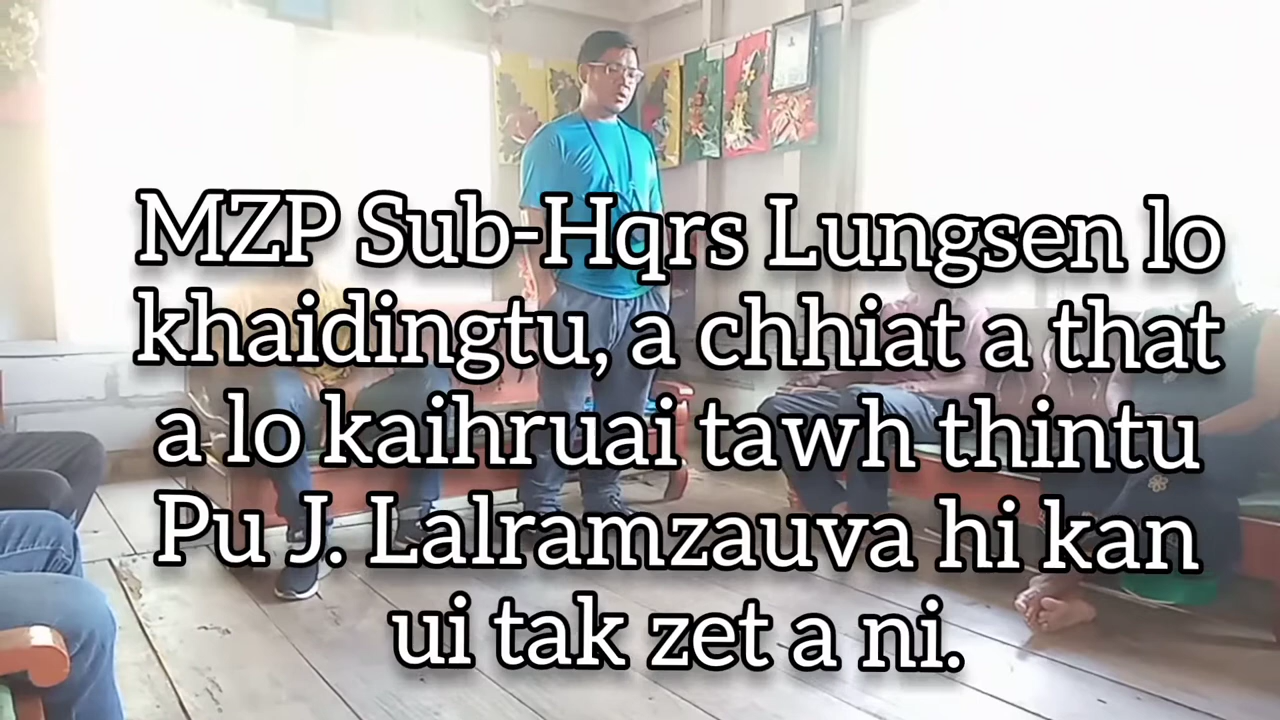 MZP Sub-Hqrs Lungsen lo
khaidingtu, a chhiat a that
a lo kaihruai tawh thintu
Pu J. Lalramzauva hi kan
ui tak zet a ni.